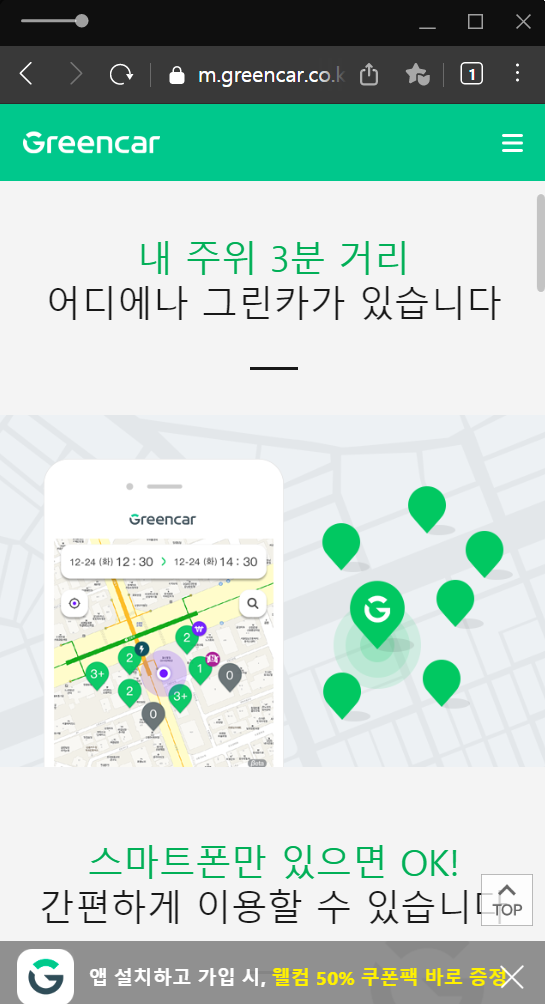 m.greencar.co.k
1
Greencar
내 주위 3분 거리
어디에나 그린카가 있습니다
Greencar
12-24 (화) 12 : 30 > 12-24 (화) 14 : 30
2
2
3+
1
0
2
3+
0
Beta
스마트폰만 있으면 OK!
간편하게 이용할 수 있습니다
TOP
앱 설치하고 가입 시, 웰컴 50% 쿠폰팩 바로 증정